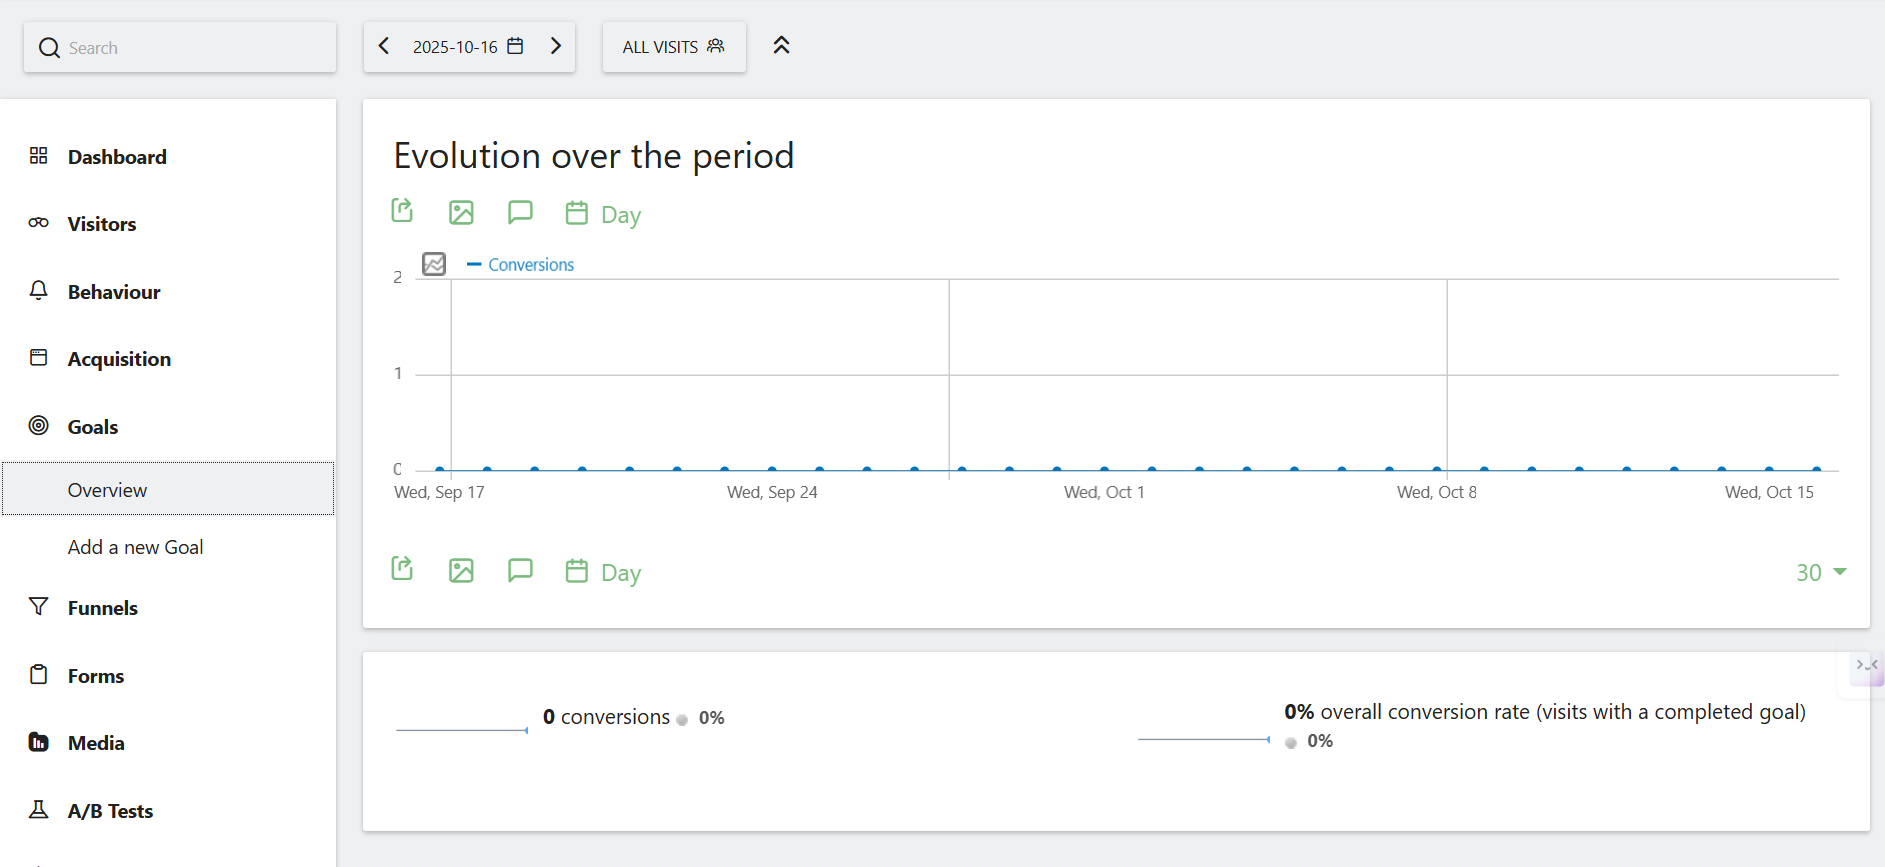 Search
2025-10-16
ALL VISITS
Dashboard
Visitors
Behaviour
Acquisition
Goals
Overview
Add a new Goal
Funnels
Forms
Media
A/B Tests
Evolution over the period
Day
Conversions
2
1
0
Wed, Sep 17 Wed, Sep 24 Wed, Oct 1 Wed, Oct 8 Wed, Oct 15
Day
30
0 conversions 0%
0% overall conversion rate (visits with a completed goal)
0%